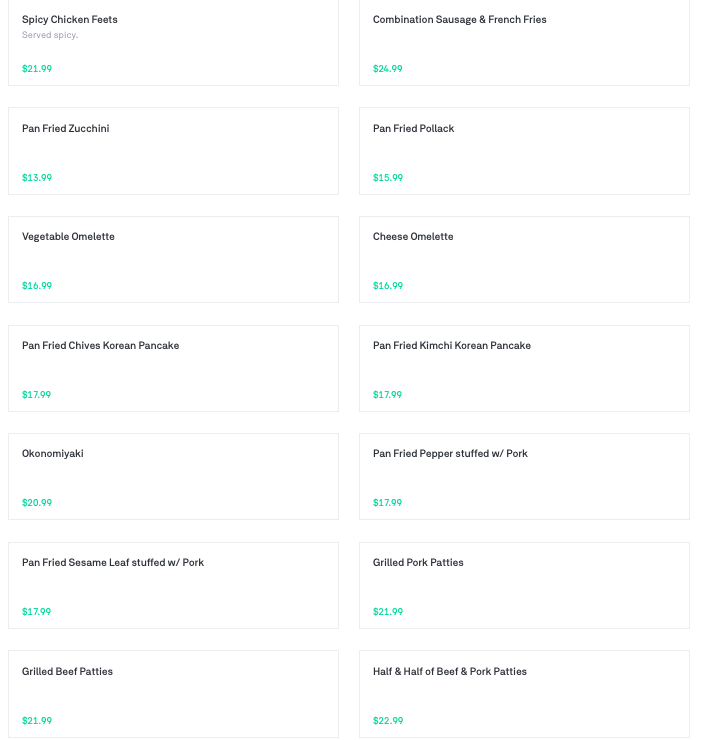 Spicy Chicken Feets
Served spicy.
$21.99
Combination Sausage & French Fries
$24.99
Pan Fried Zucchini
$13.99
Pan Fried Pollack
$15.99
Vegetable Omelette
$16.99
Cheese Omelette
$16.99
Pan Fried Chives Korean Pancake
$17.99
Pan Fried Kimchi Korean Pancake
$17.99
Okonomiyaki
$20.99
Pan Fried Pepper stuffed w/ Pork
$17.99
Pan Fried Sesame Leaf stuffed w/ Pork
$17.99
Grilled Pork Patties
$21.99
Grilled Beef Patties
$21.99
Half & Half of Beef & Pork Patties
$22.99